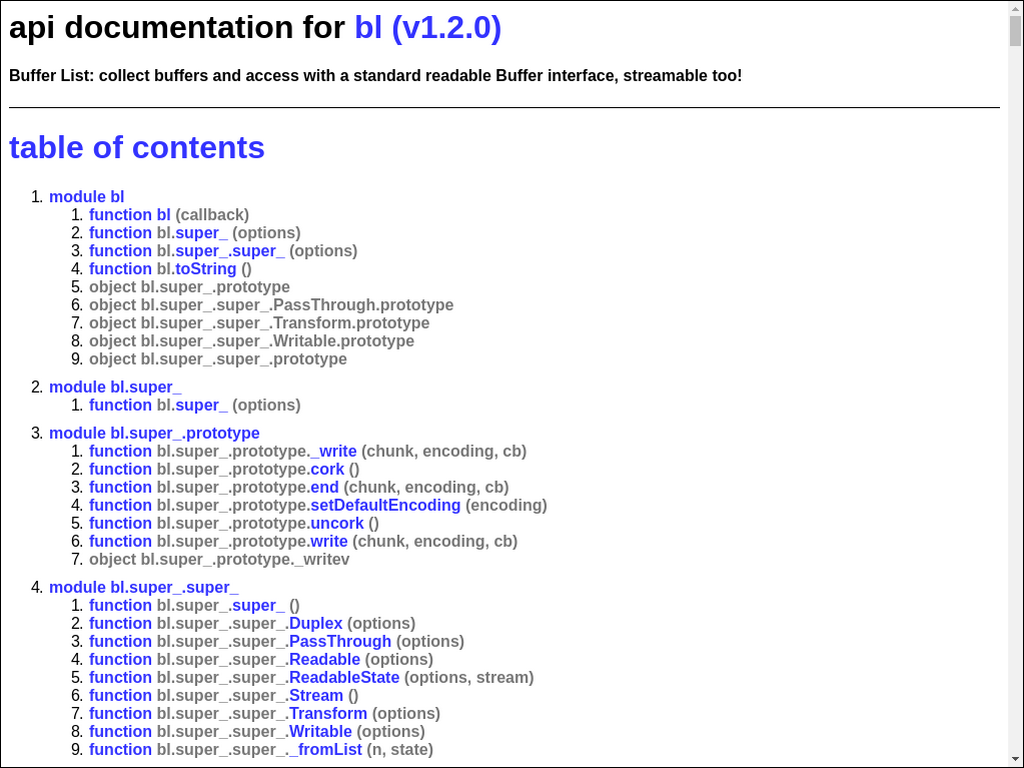 api documentation for bl (v1.2.0)
Buffer List: collect buffers and access with a standard readable Buffer interface, streamable too!
table of contents
1. module bl
1. function bl (callback)
2. function bl.super_ (options)
3. function bl.super_.super_ (options)
4. function bl.toString ()
5. object bl.super_.prototype
6. object bl.super_.super_.PassThrough.prototype
7. object bl.super_.super_.Transform.prototype
8. object bl.super_.super_.Writable.prototype
9. object bl.super_.super_.prototype
2. module bl.super_
1. function bl.super_ (options)
3. module bl.super_.prototype
1. function bl.super_.prototype._write (chunk, encoding, cb)
2. function bl.super_.prototype.cork ()
3. function bl.super_.prototype.end (chunk, encoding, cb)
4. function bl.super_.prototype.setDefaultEncoding (encoding)
5. function bl.super_.prototype.uncork ()
6. function bl.super_.prototype.write (chunk, encoding, cb)
7. object bl.super_.prototype._writev
4. module bl.super_.super_
1. function bl.super_.super_ ()
2. function bl.super_.super_.Duplex (options)
3. function bl.super_.super_.PassThrough (options)
4. function bl.super_.super_.Readable (options)
5. function bl.super_.super_.ReadableState (options, stream)
6. function bl.super_.super_.Stream ()
7. function bl.super_.super_.Transform (options)
8. function bl.super_.super_.Writable (options)
9. function bl.super_.super_._fromList (n, state)